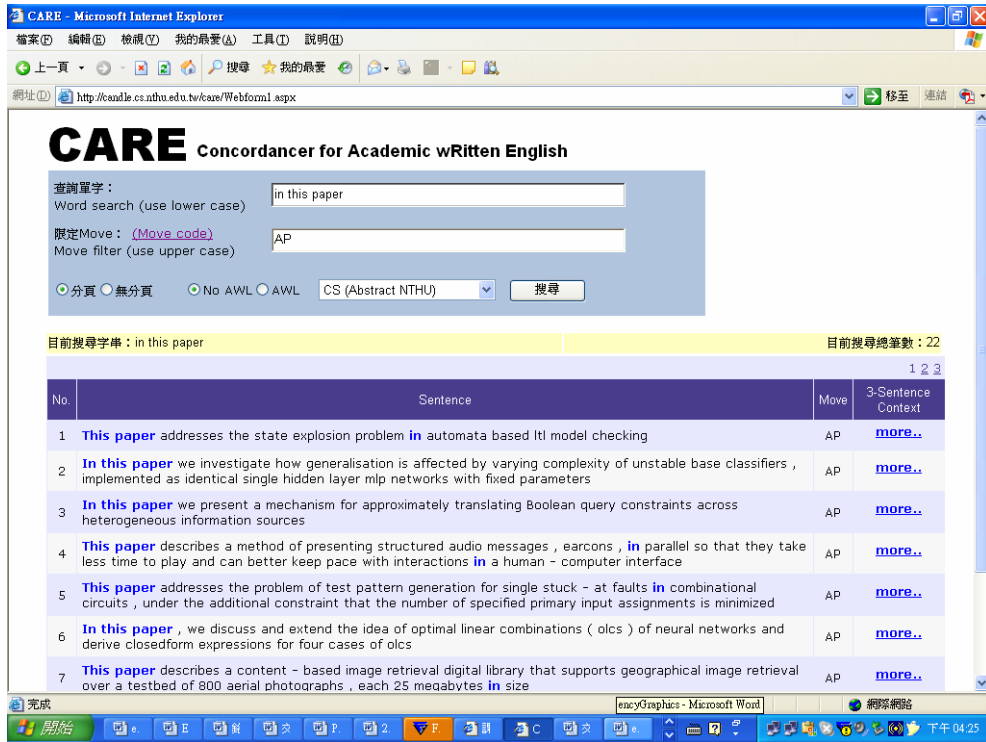 CARE - Microsoft Internet Explorer
檔案(F) 編輯(E) 檢視(V) 我的最愛(A) 工具(T) 說明(H)
上一頁 搜尋 我的最愛
網址(D) http://candle.cs.nthu.edu.tw/care/Webform1.aspx 移至 連結
CARE Concordancer for Academic wRitten English
查詢單字：
Word search (use lower case)
in this paper
限定Move： (Move code)
Move filter (use upper case)
AP
分頁 無分頁 No AWL AWL CS (Abstract NTHU) 搜尋
目前搜尋字串：in this paper 目前搜尋總筆數：22
1 2 3
No. Sentence Move 3-Sentence Context
1 This paper addresses the state explosion problem in automata based ltl model checking AP more..
2 In this paper we investigate how generalisation is affected by varying complexity of unstable base classifiers ,
implemented as identical single hidden layer mlp networks with fixed parameters AP more..
3 In this paper we present a mechanism for approximately translating Boolean query constraints across
heterogeneous information sources AP more..
4 This paper describes a method of presenting structured audio messages , earcons , in parallel so that they take
less time to play and can better keep pace with interactions in a human - computer interface AP more..
5 This paper addresses the problem of test pattern generation for single stuck - at faults in combinational
circuits , under the additional constraint that the number of specified primary input assignments is minimized AP more..
6 In this paper , we discuss and extend the idea of optimal linear combinations ( olcs ) of neural networks and
derive closedform expressions for four cases of olcs AP more..
7 This paper describes a content - based image retrieval digital library that supports geographical image retrieval
over a testbed of 800 aerial photographs , each 25 megabytes in size AP more..
完成 encyGraphics - Microsoft Word 網際網路
開始 e. E 交 P. 2. F. C 交 e. 下午 04:25